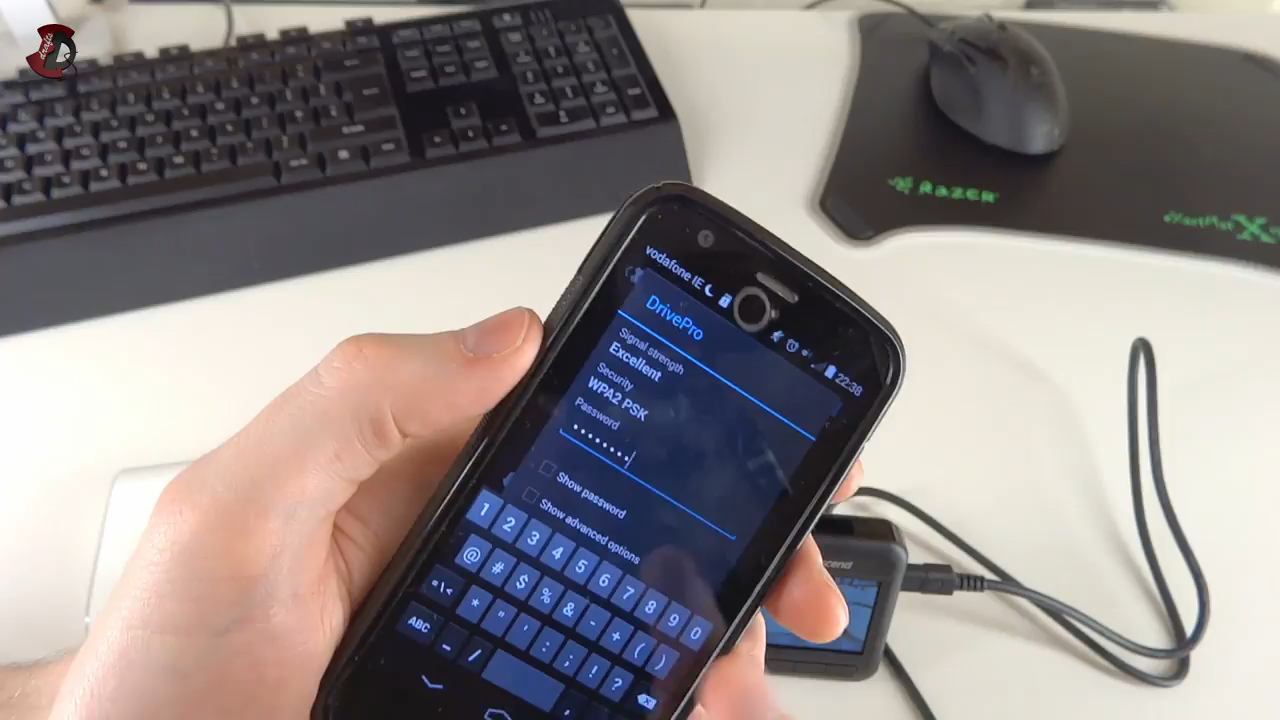 RAZER
vodafone IE
22:38
DrivePro
Signal strength
Excellent
Security
WPA2 PSK
Password
••••••••
Show password
Show advanced options
1 2 3 4 5 6 7 8 9 0
@ # $ % & - + ( )
= \ < * " ' : ; ! ?
ABC _ /